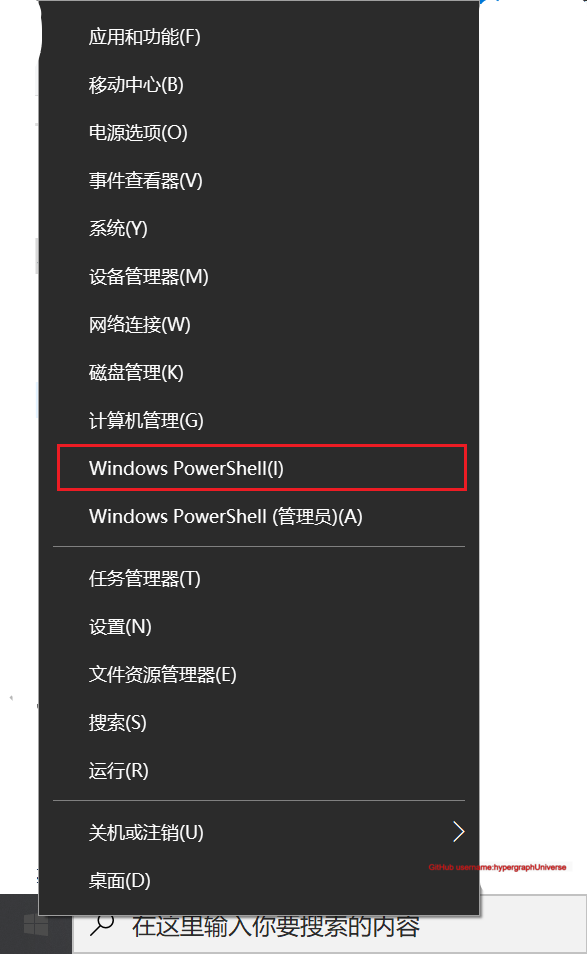 应用和功能(F)
移动中心(B)
电源选项(O)
事件查看器(V)
系统(Y)
设备管理器(M)
网络连接(W)
磁盘管理(K)
计算机管理(G)
Windows PowerShell(I)
Windows PowerShell (管理员)(A)
任务管理器(T)
设置(N)
文件资源管理器(E)
搜索(S)
运行(R)
关机或注销(U)
GitHub username:hypergraphUniverse
桌面(D)
在这里输入你要搜索的内容